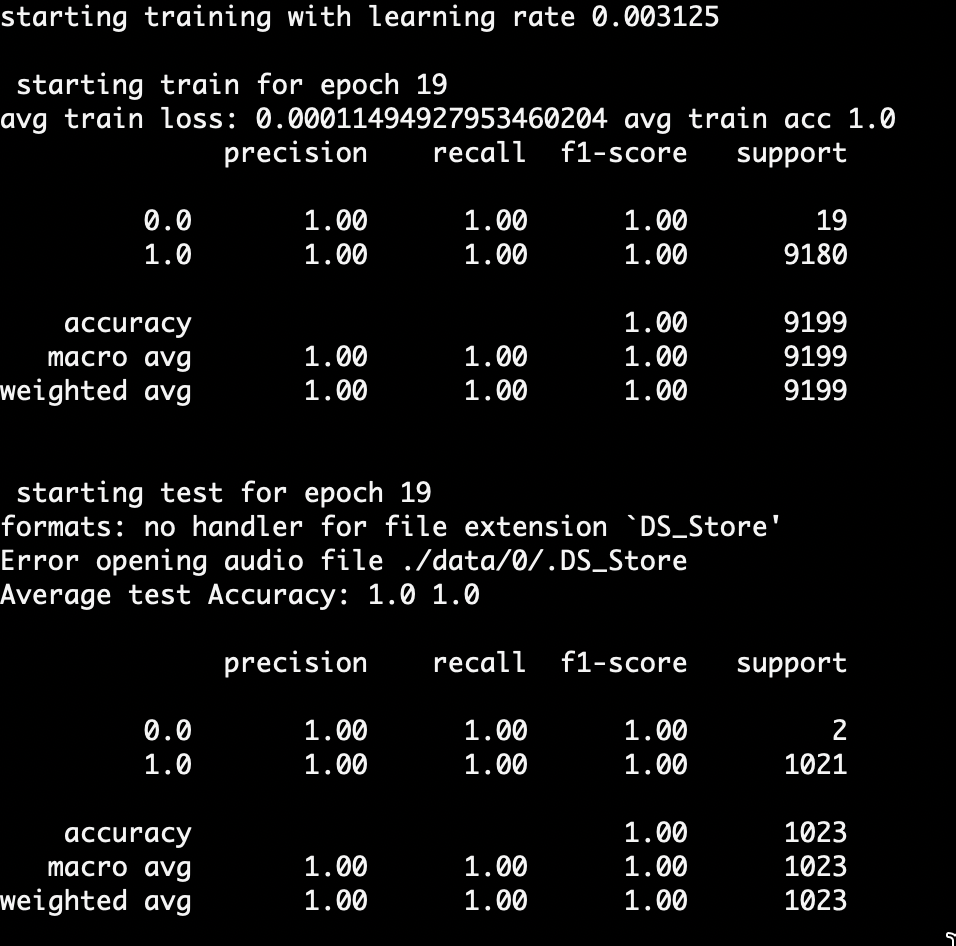 starting training with learning rate 0.003125
starting train for epoch 19
avg train loss: 0.00011494927953460204 avg train acc 1.0
precision recall f1-score support
0.0 1.00 1.00 1.00 19
1.0 1.00 1.00 1.00 9180
accuracy 1.00 9199
macro avg 1.00 1.00 1.00 9199
weighted avg 1.00 1.00 1.00 9199
starting test for epoch 19
formats: no handler for file extension `DS_Store'
Error opening audio file ./data/0/.DS_Store
Average test Accuracy: 1.0 1.0
precision recall f1-score support
0.0 1.00 1.00 1.00 2
1.0 1.00 1.00 1.00 1021
accuracy 1.00 1023
macro avg 1.00 1.00 1.00 1023
weighted avg 1.00 1.00 1.00 1023